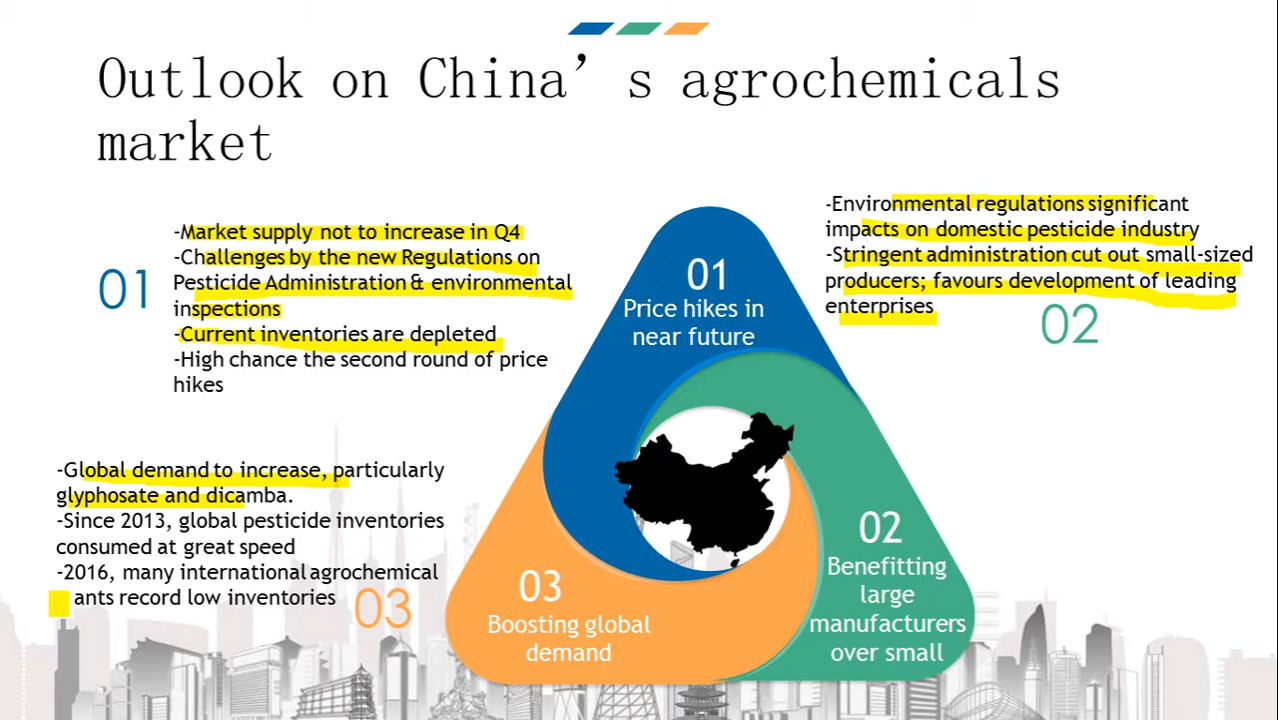 Outlook on China's agrochemicals
market
-Market supply not to increase in Q4
-Challenges by the new Regulations on
Pesticide Administration & environmental
inspections
-Current inventories are depleted
-High chance the second round of price
hikes
01
-Environmental regulations significant
impacts on domestic pesticide industry
-Stringent administration cut out small-sized
producers; favours development of leading
enterprises
02
01
Price hikes in
near future
-Global demand to increase, particularly
glyphosate and dicamba.
-Since 2013, global pesticide inventories
consumed at great speed
-2016, many international agrochemical
ants record low inventories
03
02
Benefitting
large
manufacturers
over small
03
Boosting global
demand